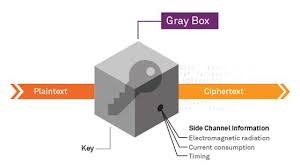 Gray Box
Plaintext
Ciphertext
Key
Side Channel Information
Electromagnetic radiation
Current consumption
Timing